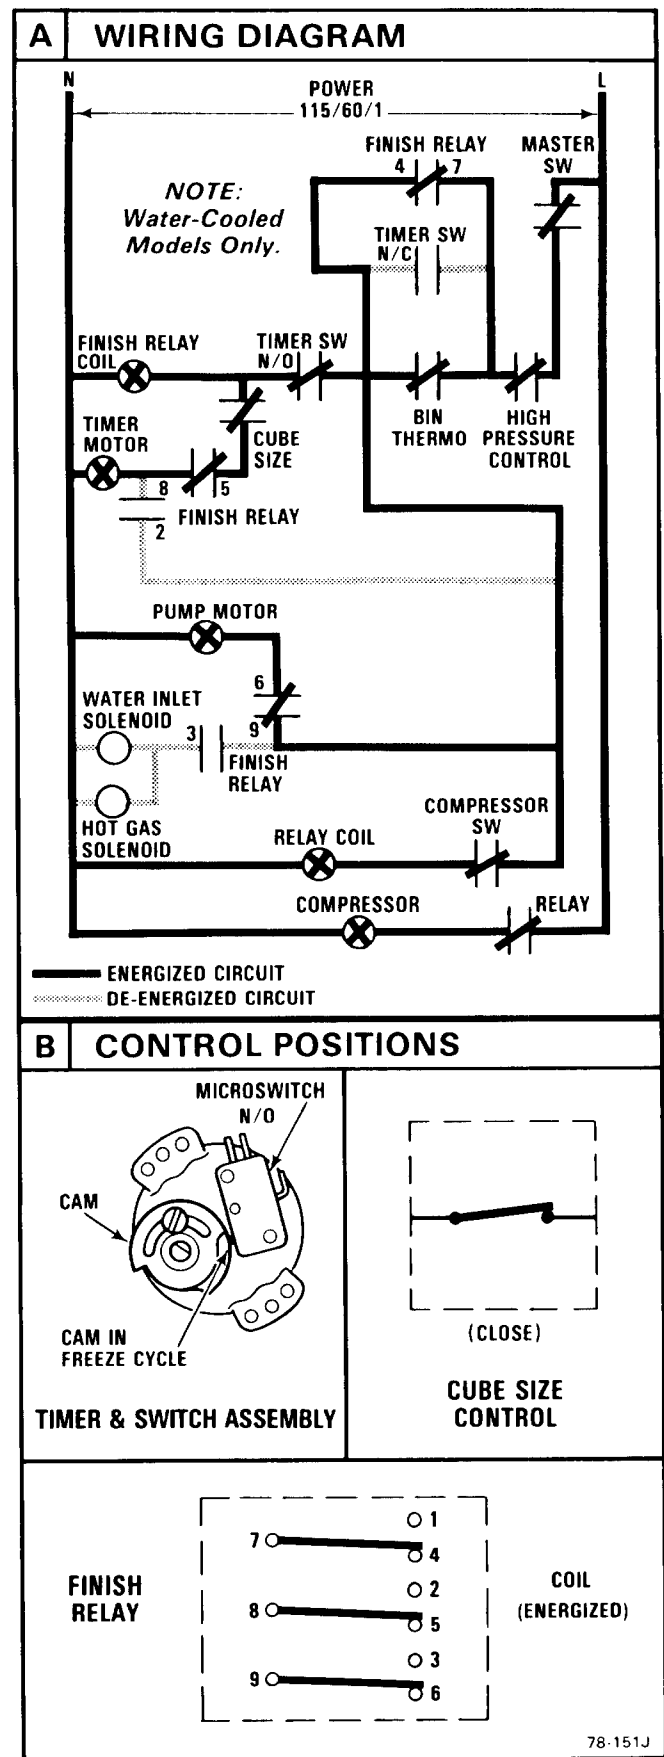 A WIRING DIAGRAM
N
L
POWER
115/60/1
FINISH RELAY
4 7
MASTER
SW
NOTE:
Water-Cooled
Models Only.
TIMER SW
N/C
FINISH RELAY
COIL
TIMER SW
N/O
TIMER
MOTOR
CUBE
SIZE
BIN
THERMO
HIGH
PRESSURE
CONTROL
8 5
FINISH RELAY
2
PUMP MOTOR
6
WATER INLET
SOLENOID
3
9
FINISH
RELAY
HOT GAS
SOLENOID
RELAY COIL
COMPRESSOR
SW
COMPRESSOR
RELAY
ENERGIZED CIRCUIT
DE-ENERGIZED CIRCUIT
B CONTROL POSITIONS
MICROSWITCH
N/O
CAM
CAM IN
FREEZE CYCLE
TIMER & SWITCH ASSEMBLY
(CLOSE)
CUBE SIZE
CONTROL
FINISH
RELAY
1
7
4
2
8
5
3
9
6
COIL
(ENERGIZED)
78-151J